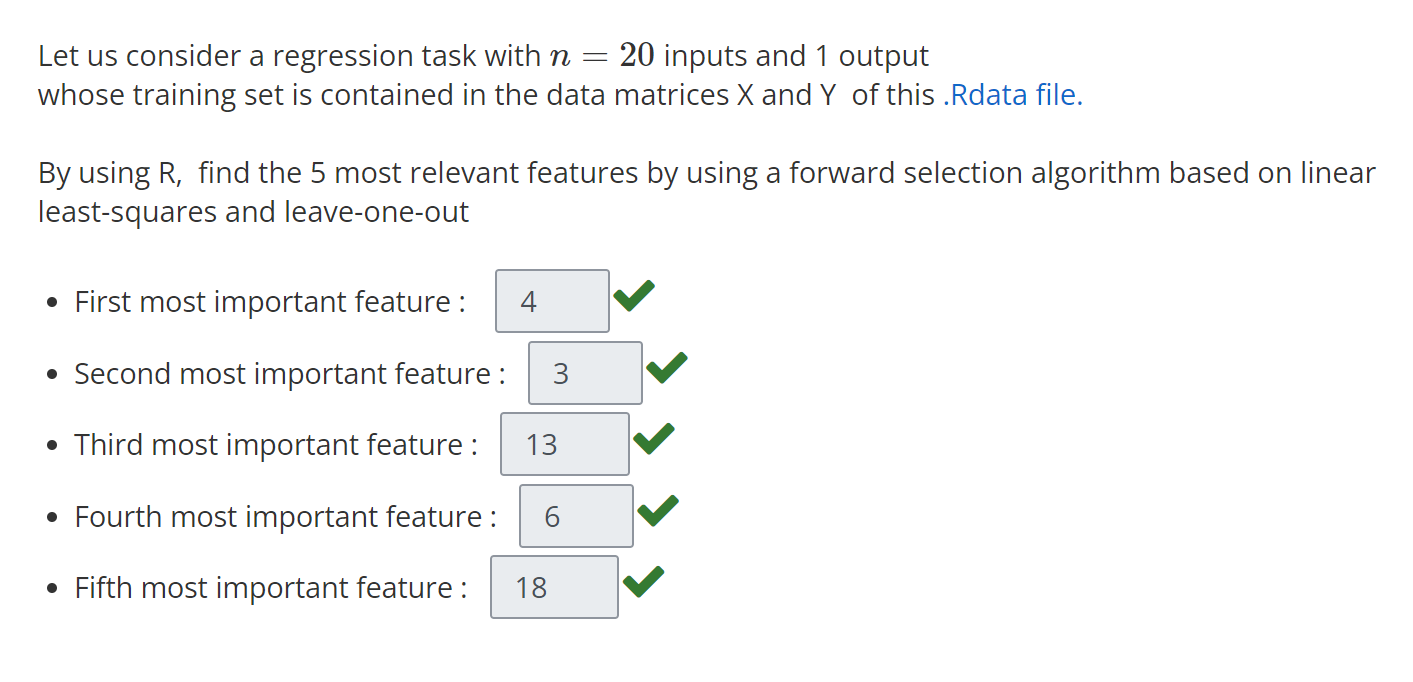 Let us consider a regression task with n = 20 inputs and 1 output
whose training set is contained in the data matrices X and Y of this .Rdata file.
By using R, find the 5 most relevant features by using a forward selection algorithm based on linear
least-squares and leave-one-out
• First most important feature : 4
• Second most important feature : 3
• Third most important feature : 13
• Fourth most important feature : 6
• Fifth most important feature : 18